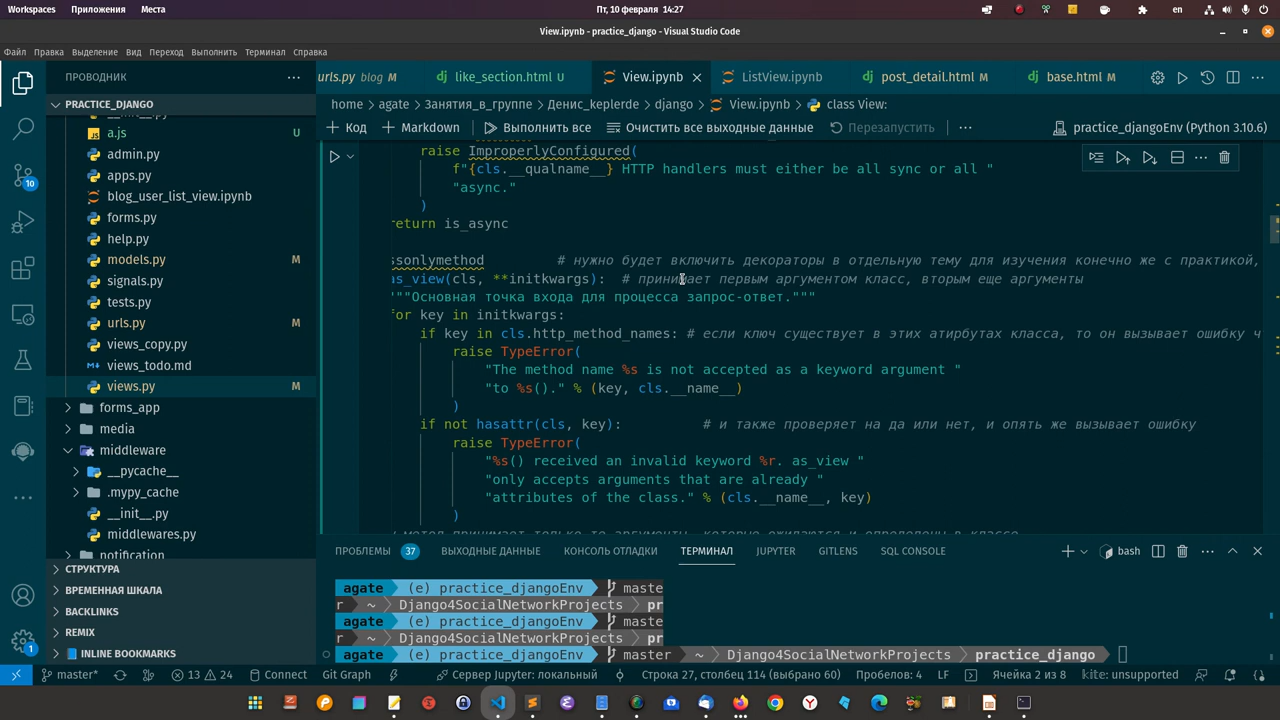 Workspaces Приложения Места Пт, 10 февраля 14:27 en
View.ipynb - practice_django - Visual Studio Code
Файл Правка Выделение Вид Переход Выполнить Терминал Справка
ПРОВОДНИК
urls.py blog M like_section.html U View.ipynb ListView.ipynb post_detail.html M base.html M
PRACTICE_DJANGO
home agate Занятия_в_группе Денис_keplerde django View.ipynb class View:
Код Markdown Выполнить все Очистить все выходные данные Перезапустить practice_djangoEnv (Python 3.10.6)
__init__.py
JS a.js U
admin.py
apps.py
blog_user_list_view.ipynb
forms.py
help.py
models.py M
signals.py
tests.py
urls.py M
views_copy.py
views_todo.md
views.py M
forms_app
media
middleware
__pycache__
.mypy_cache
__init__.py
middlewares.py
notification
СТРУКТУРА
ВРЕМЕННАЯ ШКАЛА
BACKLINKS
REMIX
INLINE BOOKMARKS
10
1
raise ImproperlyConfigured(
f"{cls.__qualname__} HTTP handlers must either be all sync or all "
"async."
)
return is_async
ssonlymethod # нужно будет включить декораторы в отдельную тему для изучения конечно же с практикой,
as_view(cls, **initkwargs): # принимает первым аргументом класс, вторым еще аргументы
"""Основная точка входа для процесса запрос-ответ."""
for key in initkwargs:
if key in cls.http_method_names: # если ключ существует в этих атирбутах класса, то он вызывает ошибку ч
raise TypeError(
"The method name %s is not accepted as a keyword argument "
"to %s()." % (key, cls.__name__)
)
if not hasattr(cls, key): # и также проверяет на да или нет, и опять же вызывает ошибку
raise TypeError(
"%s() received an invalid keyword %r. as_view "
"only accepts arguments that are already "
"attributes of the class." % (cls.__name__, key)
)
ПРОБЛЕМЫ 37 ВЫХОДНЫЕ ДАННЫЕ КОНСОЛЬ ОТЛАДКИ ТЕРМИНАЛ JUPYTER GITLENS SQL CONSOLE bash
agate (e) practice_djangoEnv maste
r ~ Django4SocialNetworkProjects pr
agate (e) practice_djangoEnv maste
r ~ Django4SocialNetworkProjects pr
agate (e) practice_djangoEnv master ~ Django4SocialNetworkProjects practice_django
master* 13 24 Connect Git Graph Сервер Jupyter: локальный Строка 27, столбец 114 (выбрано 60) Пробелов: 4 LF Ячейка 2 из 8 kite: unsupported